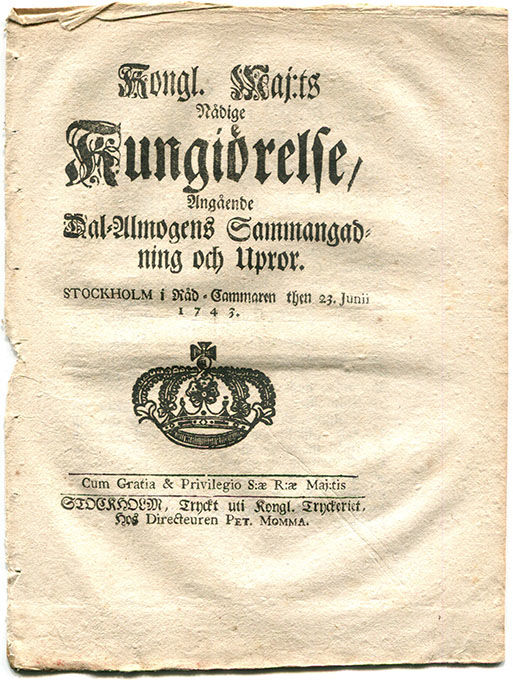 Kongl. Maj:ts
Nådige
Kungiörelse/
Angående
Dal-Almogens Sammangad-
ning och Upror.
STOCKHOLM i Råd-Cammaren then 23. Junii
1743.
Cum Gratia & Privilegio S:æ R:æ Maj:tis
STOCKHOLM, Tryckt uti Kongl. Tryckeriet,
Hos Directeuren PET. MOMMA.